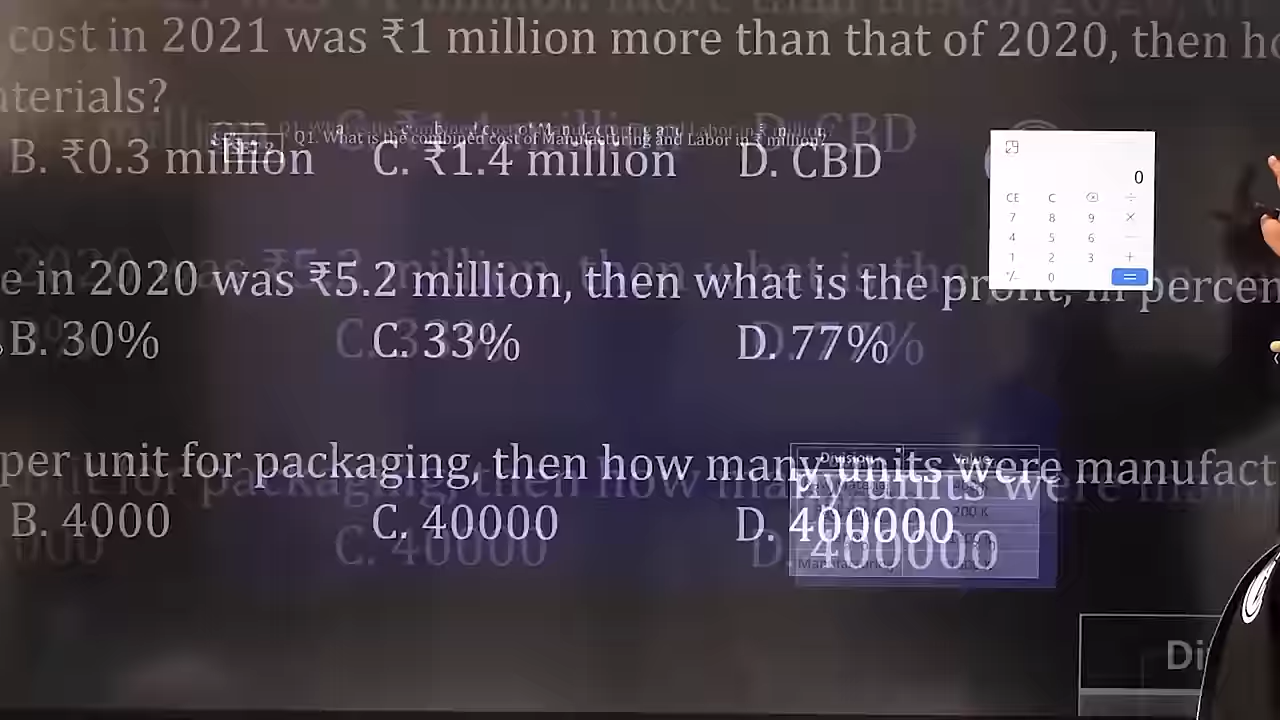 cost in 2021 was ₹1 million more than that of 2020, then
terials?
Q1. What is the combined cost of Manufacturing and Labor in ₹ million?
B. ₹0.3 million C. ₹1.4 million D. CBD
0
CE C ÷
7 8 9 ×
4 5 6 —
1 2 3 +
+/- 0 =
e in 2020 was ₹5.2 million, then what is the profit, in percen
B. 30% C. 33% D. 77%
Division Value
per unit for packaging, then how many units were manufact
200 K
B. 4000 C. 40000 D. 400000
Manufacturing
Di